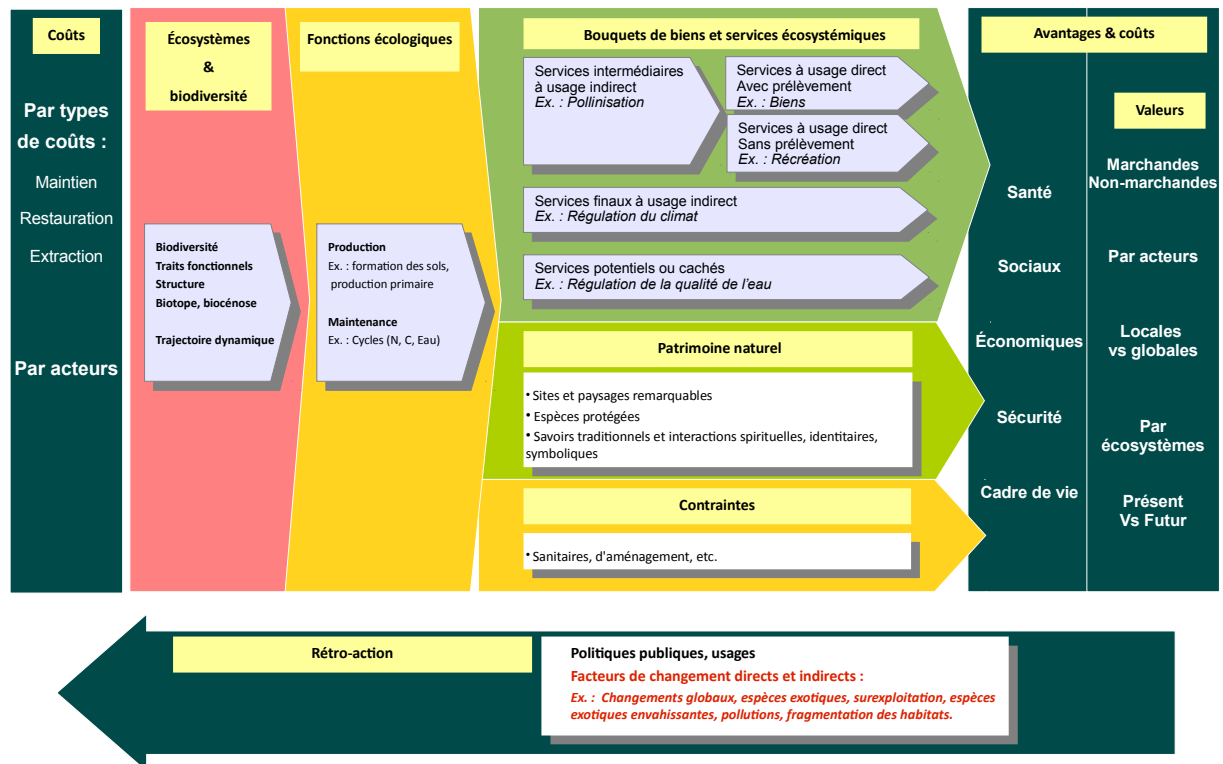 Coûts
Par types
de coûts :
Maintien
Restauration
Extraction
Par acteurs
Écosystèmes
&
biodiversité
Biodiversité
Traits fonctionnels
Structure
Biotope, biocénose
Trajectoire dynamique
Fonctions écologiques
Production
Ex. : formation des sols,
production primaire
Maintenance
Ex. : Cycles (N, C, Eau)
Bouquets de biens et services écosystémiques
Services intermédiaires
à usage indirect
Ex. : Pollinisation
Services à usage direct
Avec prélèvement
Ex. : Biens
Services à usage direct
Sans prélèvement
Ex. : Récréation
Services finaux à usage indirect
Ex. : Régulation du climat
Services potentiels ou cachés
Ex. : Régulation de la qualité de l'eau
Patrimoine naturel
• Sites et paysages remarquables
• Espèces protégées
• Savoirs traditionnels et interactions spirituelles, identitaires,
symboliques
Contraintes
• Sanitaires, d'aménagement, etc.
Avantages & coûts
Santé
Sociaux
Économiques
Sécurité
Cadre de vie
Valeurs
Marchandes
Non-marchandes
Par acteurs
Locales
vs globales
Par
écosystèmes
Présent
Vs Futur
Rétro-action
Politiques publiques, usages
Facteurs de changement directs et indirects :
Ex. : Changements globaux, espèces exotiques, surexploitation, espèces
exotiques envahissantes, pollutions, fragmentation des habitats.